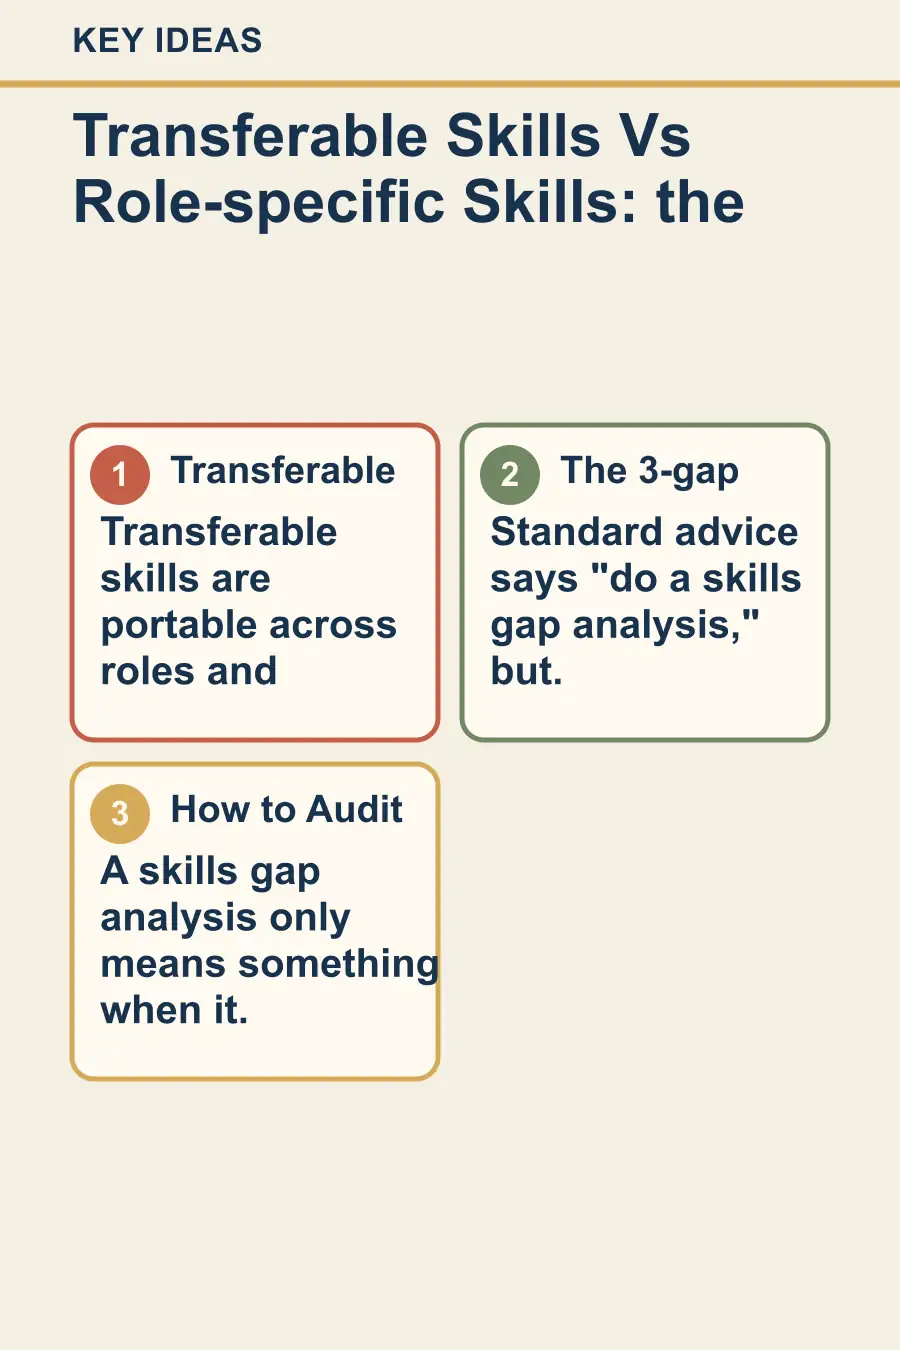 KEY IDEAS
Transferable Skills Vs
Role-specific Skills: the
1 Transferable
Transferable
skills are
portable across
roles and
2 The 3-gap
Standard advice
says "do a skills
gap analysis,"
but.
3 How to Audit
A skills gap
analysis only
means something
when it.